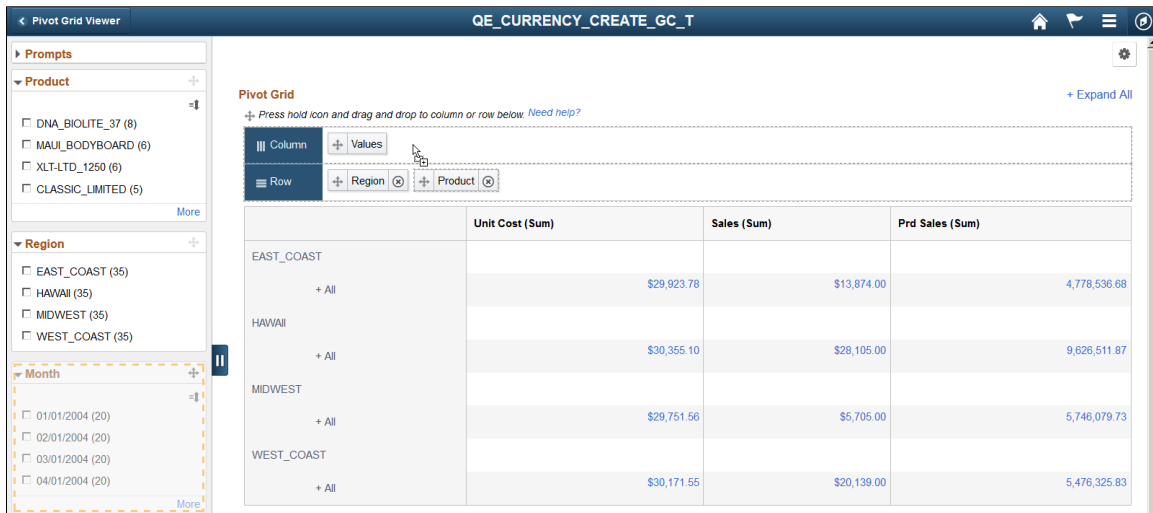 Pivot Grid Viewer
QE_CURRENCY_CREATE_GC_T
Prompts
Product
DNA_BIOLITE_37 (8)
MAUI_BODYBOARD (6)
XLT-LTD_1250 (6)
CLASSIC_LIMITED (5)
More
Region
EAST_COAST (35)
HAWAII (35)
MIDWEST (35)
WEST_COAST (35)
Month
01/01/2004 (20)
02/01/2004 (20)
03/01/2004 (20)
04/01/2004 (20)
More
Pivot Grid
+ Expand All
Press hold icon and drag and drop to column or row below. Need help?
Column Values
Row Region Product
Unit Cost (Sum) Sales (Sum) Prd Sales (Sum)
EAST_COAST
+ All $29,923.78 $13,874.00 4,778,536.68
HAWAII
+ All $30,355.10 $28,105.00 9,626,511.87
MIDWEST
+ All $29,751.56 $5,705.00 5,746,079.73
WEST_COAST
+ All $30,171.55 $20,139.00 5,476,325.83